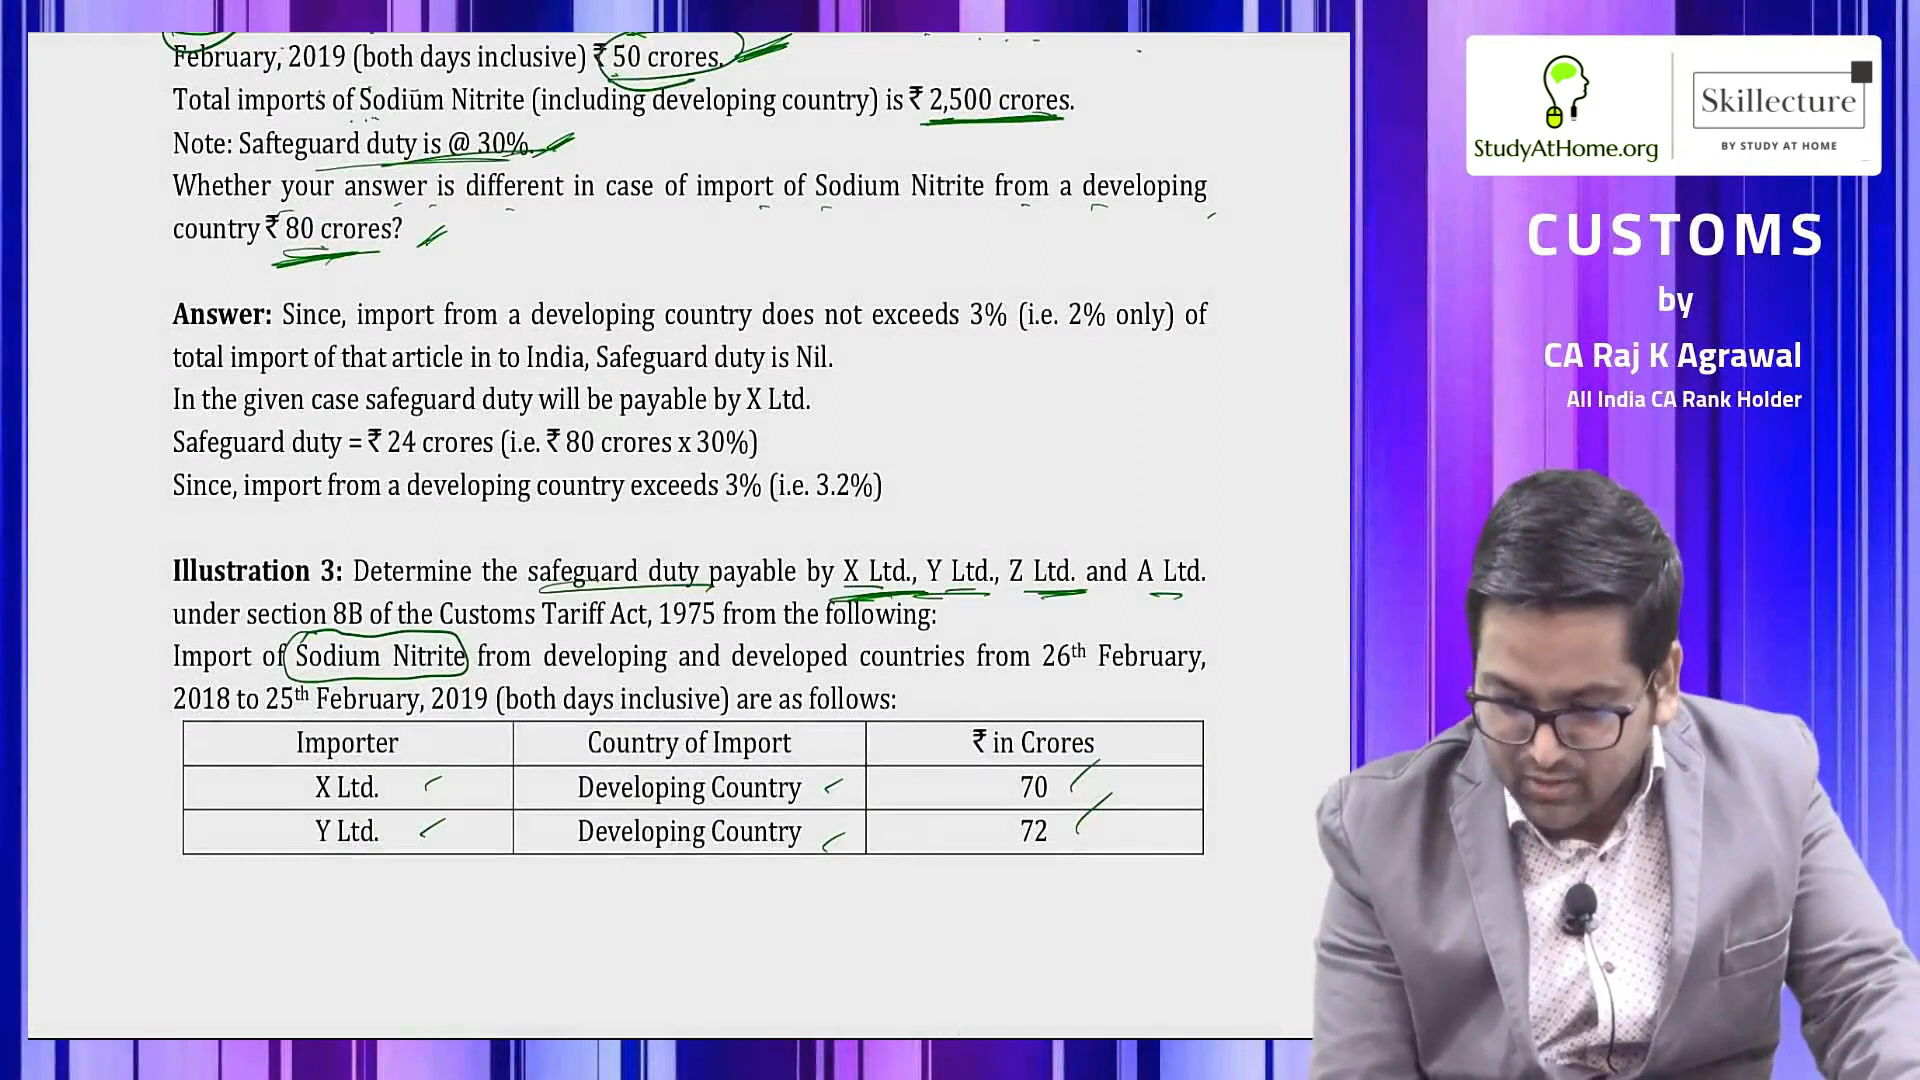 February, 2019 (both days inclusive) ₹ 50 crores.
Total imports of Sodium Nitrite (including developing country) is ₹ 2,500 crores.
Note: Safteguard duty is @ 30%.
Whether your answer is different in case of import of Sodium Nitrite from a developing
country ₹ 80 crores?
Answer: Since, import from a developing country does not exceeds 3% (i.e. 2% only) of
total import of that article in to India, Safeguard duty is Nil.
In the given case safeguard duty will be payable by X Ltd.
Safeguard duty = ₹ 24 crores (i.e. ₹ 80 crores x 30%)
Since, import from a developing country exceeds 3% (i.e. 3.2%)
Illustration 3: Determine the safeguard duty payable by X Ltd., Y Ltd., Z Ltd. and A Ltd.
under section 8B of the Customs Tariff Act, 1975 from the following:
Import of Sodium Nitrite from developing and developed countries from 26th February,
2018 to 25th February, 2019 (both days inclusive) are as follows:
Importer Country of Import ₹ in Crores
X Ltd. Developing Country 70
Y Ltd. Developing Country 72
StudyAtHome.org
Skillecture
BY STUDY AT HOME
CUSTOMS
by
CA Raj K Agrawal
All India CA Rank Holder